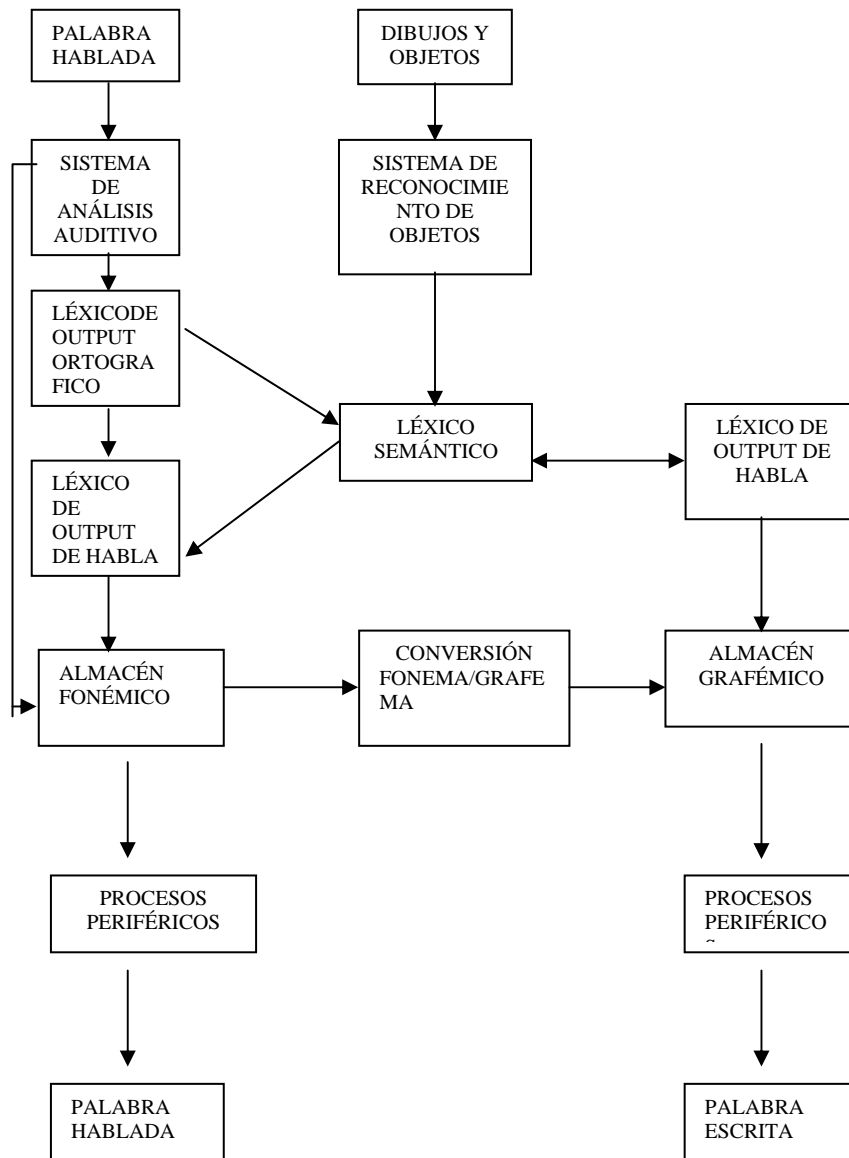 PALABRA
HABLADA
DIBUJOS Y
OBJETOS
SISTEMA
DE
ANÁLISIS
AUDITIVO
SISTEMA DE
RECONOCIMIE
NTO DE
OBJETOS
LÉXICODE
OUTPUT
ORTOGRA
FICO
LÉXICO
SEMÁNTICO
LÉXICO DE
OUTPUT DE
HABLA
LÉXICO
DE
OUTPUT
DE HABLA
ALMACÉN
FONÉMICO
CONVERSIÓN
FONEMA/GRAFE
MA
ALMACÉN
GRAFÉMICO
PROCESOS
PERIFÉRICOS
PROCESOS
PERIFÉRICO
S
PALABRA
HABLADA
PALABRA
ESCRITA